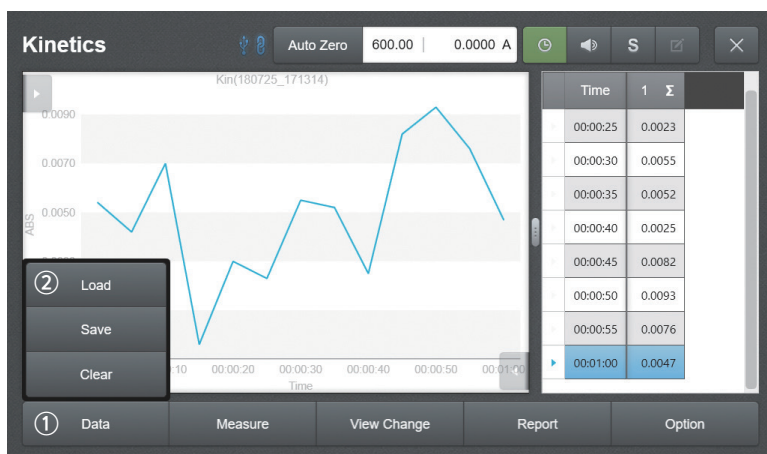 Kinetics
Auto Zero 600.00 | 0.0000 A S
Kin(180725_171314)
0.0090
0.0070
0.0050
ABS
:10 00:00:20 00:00:30 00:00:40 00:00:50
Time
Time 1 Σ
00:00:25 0.0023
00:00:30 0.0055
00:00:35 0.0052
00:00:40 0.0025
00:00:45 0.0082
00:00:50 0.0093
00:00:55 0.0076
00:01:00 0.0047
② Load
Save
Clear
① Data Measure View Change Report Option